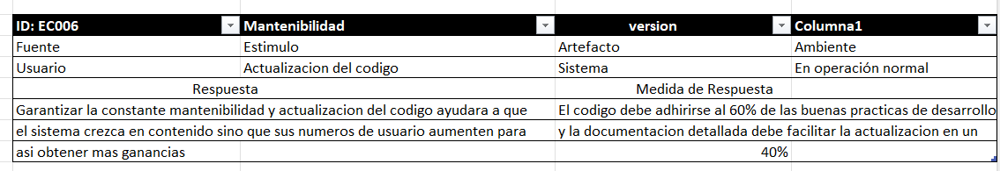 ID: EC006 Mantenibilidad version Columna1
Fuente Estimulo Artefacto Ambiente
Usuario Actualizacion del codigo Sistema En operación normal
Respuesta Medida de Respuesta
Garantizar la constante mantenibilidad y actualizacion del codigo ayudara a que El codigo debe adhirirse al 60% de las buenas practicas de desarrollo
el sistema crezca en contenido sino que sus numeros de usuario aumenten para y la documentacion detallada debe facilitar la actualizacion en un
asi obtener mas ganancias 40%